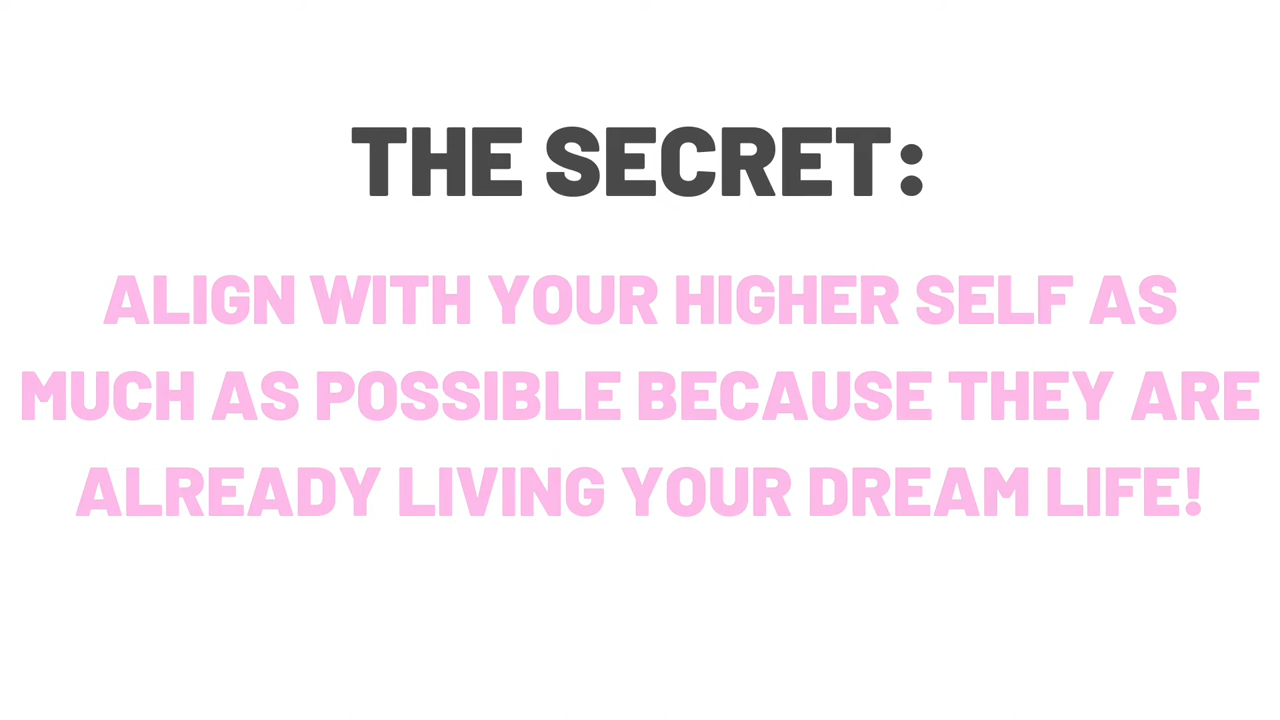 THE SECRET:
ALIGN WITH YOUR HIGHER SELF AS
MUCH AS POSSIBLE BECAUSE THEY ARE
ALREADY LIVING YOUR DREAM LIFE!